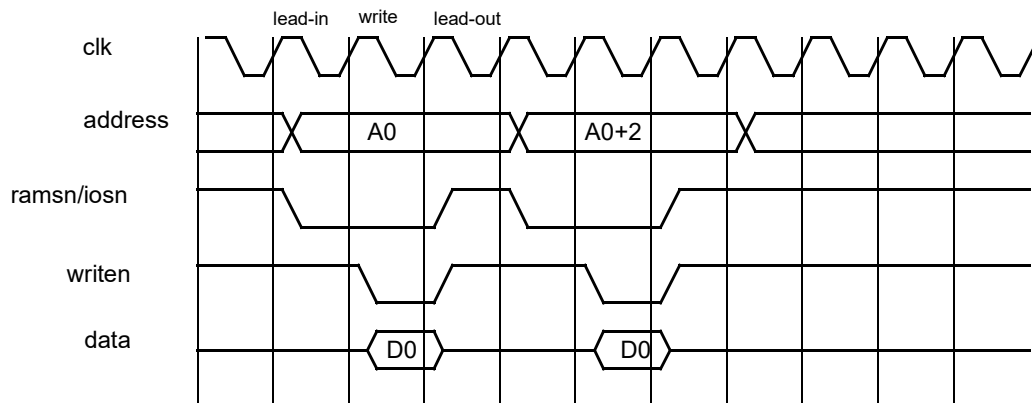 lead-in write lead-out
clk
address A0 A0+2
ramsn/iosn
writen
data D0 D0